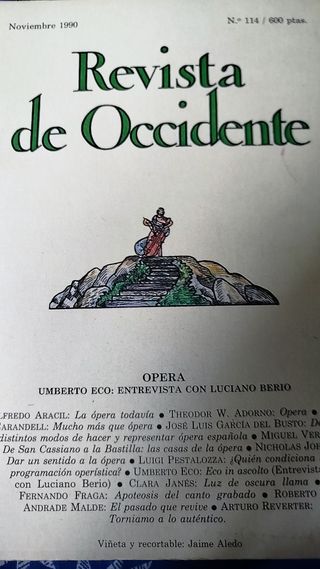 Noviembre 1990
N.º 114 / 600 ptas.
Revista
de Occidente
OPERA
UMBERTO ECO: ENTREVISTA CON LUCIANO BERIO
LFREDO ARACIL: La ópera todavía ● THEODOR W. ADORNO: Opera ●
CARANDELL: Mucho más que ópera ● JOSÉ LUIS GARCÍA DEL BUSTO: De
distintos modos de hacer y representar ópera española ● MIGUEL VER
De San Cassiano a la Bastilla: las casas de la ópera ● NICHOLAS JOH
Dar un sentido a la ópera ● LUIGI PESTALOZZA: ¿Quién condiciona
programación operística? ● UMBERTO ECO: Eco in ascolto (Entrevista
con Luciano Berio) ● CLARA JANÉS: Luz de oscura llama ●
FERNANDO FRAGA: Apoteosis del canto grabado ● ROBERTO
ANDRADE MALDE: El pasado que revive ● ARTURO REVERTER:
Torniamo a lo auténtico.
Viñeta y recortable: Jaime Aledo